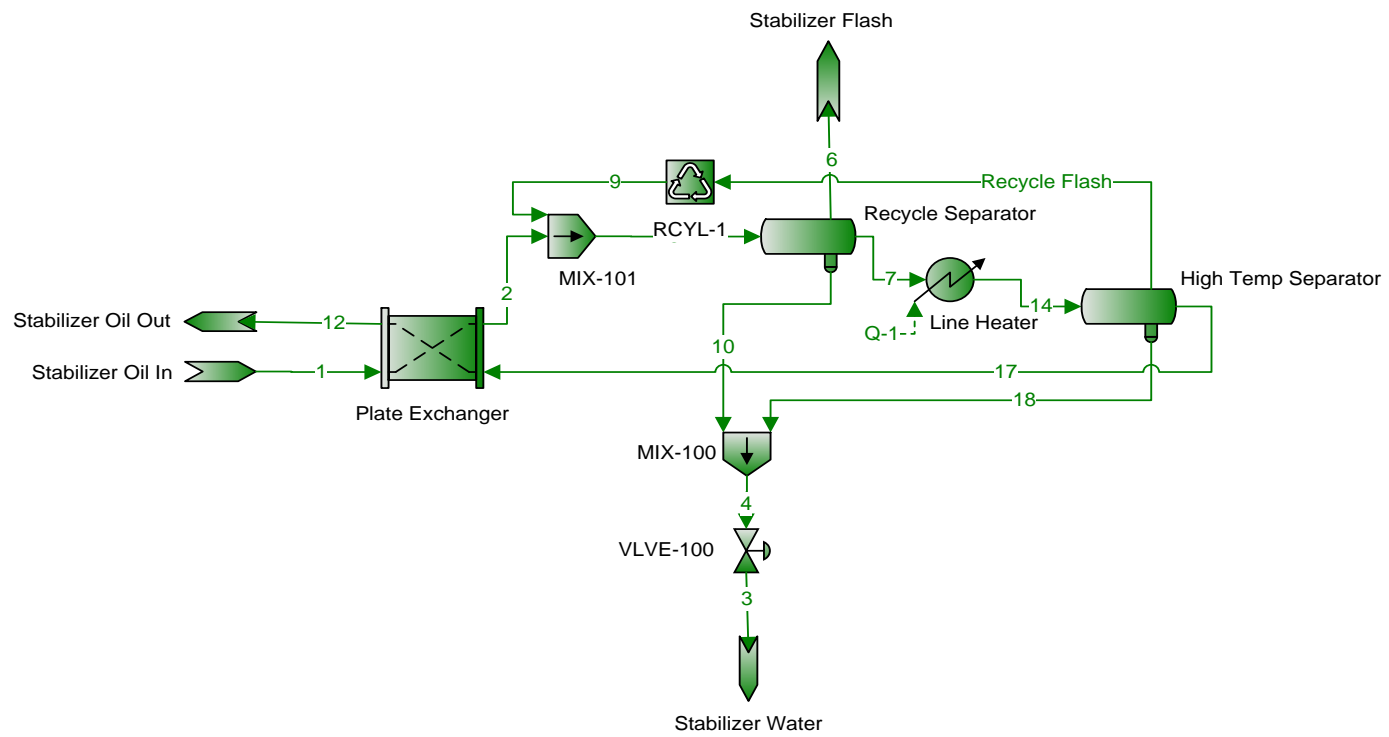 Stabilizer Flash
6
9
Recycle Flash
RCYL-1
Recycle Separator
MIX-101
2
7
High Temp Separator
14
Line Heater
Q-1
Stabilizer Oil Out
12
10
Stabilizer Oil In
1
17
18
Plate Exchanger
MIX-100
4
VLVE-100
3
Stabilizer Water